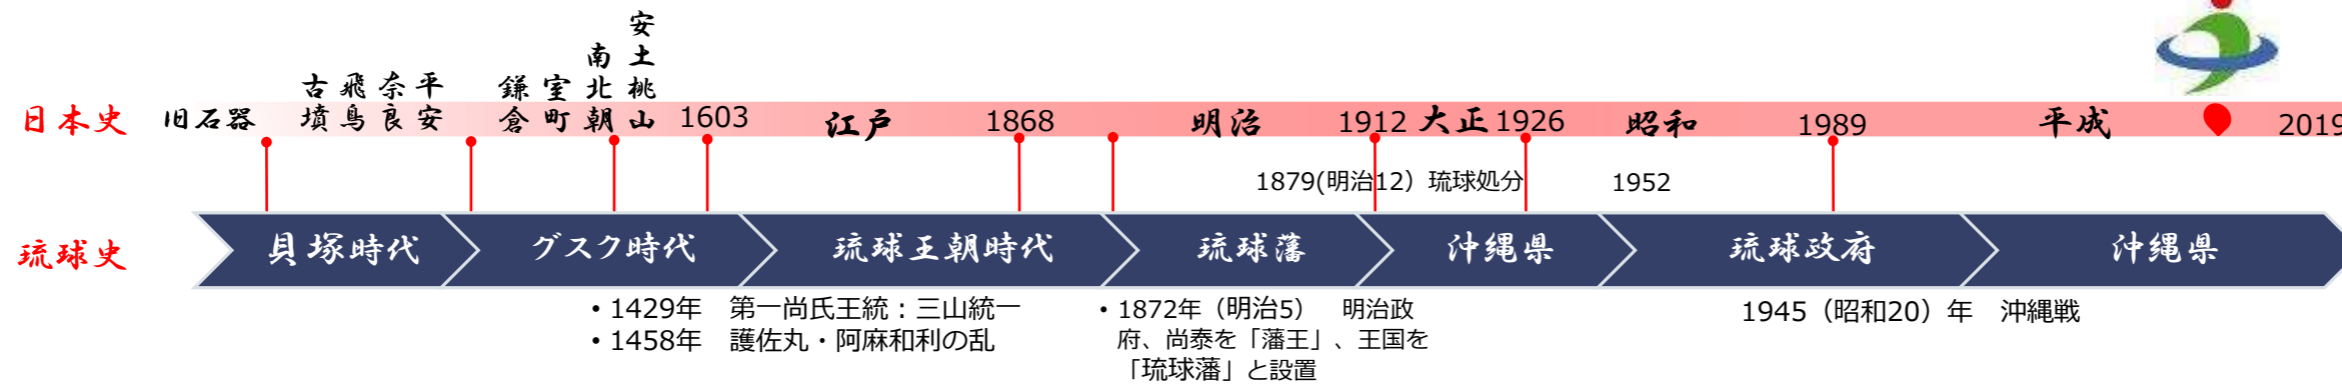 日本史 旧石器 古墳 飛鳥 奈良 平安 鎌倉 室町 南北朝 安土桃山 1603 江戸 1868 明治 1912 大正 1926 昭和 1989 平成 2019
1879(明治12）琉球処分 1952
琉球史 貝塚時代 グスク時代 琉球王朝時代 琉球藩 沖縄県 琉球政府 沖縄県
・1429年 第一尚氏王統：三山統一
・1458年 護佐丸・阿麻和利の乱
・1872年（明治5） 明治政
府、尚泰を「藩王」、王国を
「琉球藩」と設置
1945（昭和20）年 沖縄戦